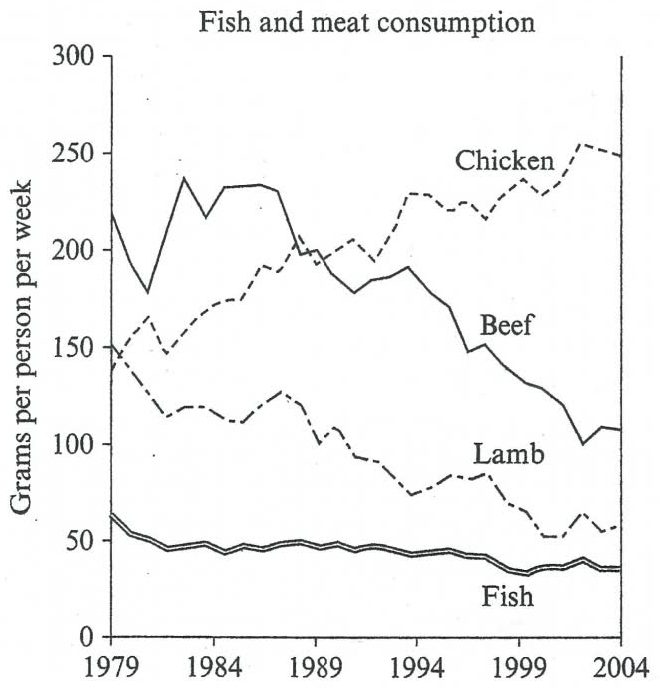 Fish and meat consumption
Grams per person per week
300
250
200
150
100
50
0
Chicken
Beef
Lamb
Fish
1979 1984 1989 1994 1999 2004